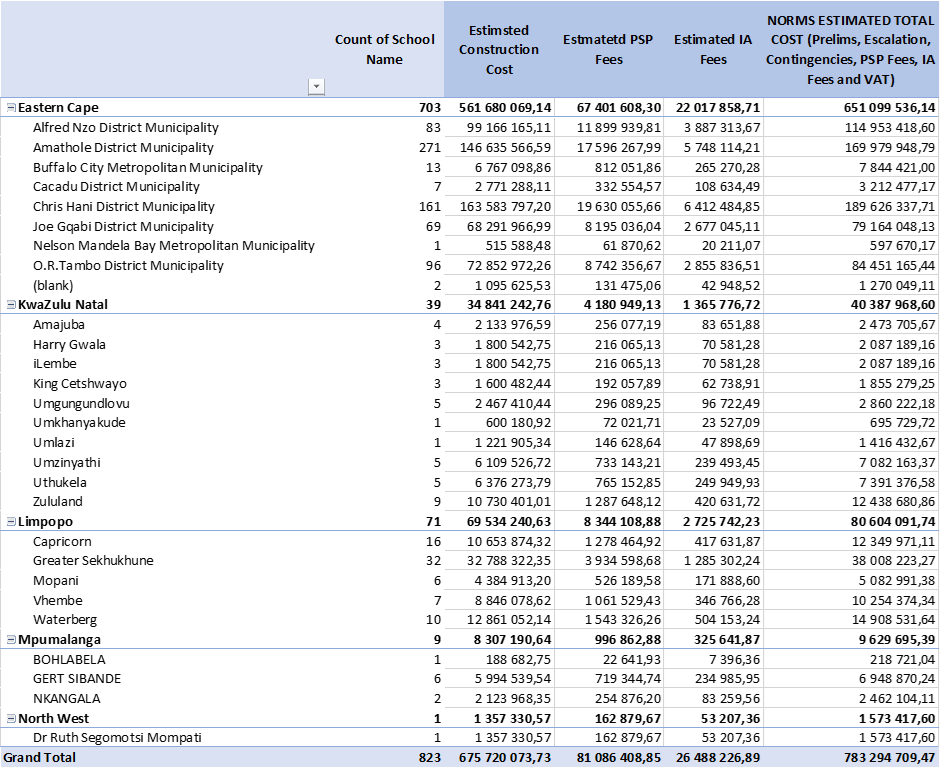 Count of School Name Estimsted Construction Cost Estmatetd PSP Fees Estimated IA Fees NORMS ESTIMATED TOTAL COST (Prelims, Escalation, Contingencies, PSP Fees, IA Fees and VAT)
Eastern Cape 703 561 680 069,14 67 401 608,30 22 017 858,71 651 099 536,14
Alfred Nzo District Municipality 83 99 166 165,11 11 899 939,81 3 887 313,67 114 953 418,60
Amathole District Municipality 271 146 635 566,59 17 596 267,99 5 748 114,21 169 979 948,79
Buffalo City Metropolitan Municipality 13 6 767 098,86 812 051,86 265 270,28 7 844 421,00
Cacadu District Municipality 7 2 771 288,11 332 554,57 108 634,49 3 212 477,17
Chris Hani District Municipality 161 163 583 797,20 19 630 055,66 6 412 484,85 189 626 337,71
Joe Gqabi District Municipality 69 68 291 966,99 8 195 036,04 2 677 045,11 79 164 048,13
Nelson Mandela Bay Metropolitan Municipality 1 515 588,48 61 870,62 20 211,07 597 670,17
O.R.Tambo District Municipality 96 72 852 972,26 8 742 356,67 2 855 836,51 84 451 165,44
(blank) 2 1 095 625,53 131 475,06 42 948,52 1 270 049,11
KwaZulu Natal 39 34 841 242,76 4 180 949,13 1 365 776,72 40 387 968,60
Amajuba 4 2 133 976,59 256 077,19 83 651,88 2 473 705,67
Harry Gwala 3 1 800 542,75 216 065,13 70 581,28 2 087 189,16
iLembe 3 1 800 542,75 216 065,13 70 581,28 2 087 189,16
King Cetshwayo 3 1 600 482,44 192 057,89 62 738,91 1 855 279,25
Umgungundlovu 5 2 467 410,44 296 089,25 96 722,49 2 860 222,18
Umkhanyakude 1 600 180,92 72 021,71 23 527,09 695 729,72
Umlazi 1 1 221 905,34 146 628,64 47 898,69 1 416 432,67
Umzinyathi 5 6 109 526,72 733 143,21 239 493,45 7 082 163,37
Uthukela 5 6 376 273,79 765 152,85 249 949,93 7 391 376,58
Zululand 9 10 730 401,01 1 287 648,12 420 631,72 12 438 680,86
Limpopo 71 69 534 240,63 8 344 108,88 2 725 742,23 80 604 091,74
Capricorn 16 10 653 874,32 1 278 464,92 417 631,87 12 349 971,11
Greater Sekhukhune 32 32 788 322,35 3 934 598,68 1 285 302,24 38 008 223,27
Mopani 6 4 384 913,20 526 189,58 171 888,60 5 082 991,38
Vhembe 7 8 846 078,62 1 061 529,43 346 766,28 10 254 374,34
Waterberg 10 12 861 052,14 1 543 326,26 504 153,24 14 908 531,64
Mpumalanga 9 8 307 190,64 996 862,88 325 641,87 9 629 695,39
BOHLABELA 1 188 682,75 22 641,93 7 396,36 218 721,04
GERT SIBANDE 6 5 994 539,54 719 344,74 234 985,95 6 948 870,24
NKANGALA 2 2 123 968,35 254 876,20 83 259,56 2 462 104,11
North West 1 1 357 330,57 162 879,67 53 207,36 1 573 417,60
Dr Ruth Segomotsi Mompati 1 1 357 330,57 162 879,67 53 207,36 1 573 417,60
Grand Total 823 675 720 073,73 81 086 408,85 26 488 226,89 783 294 709,47